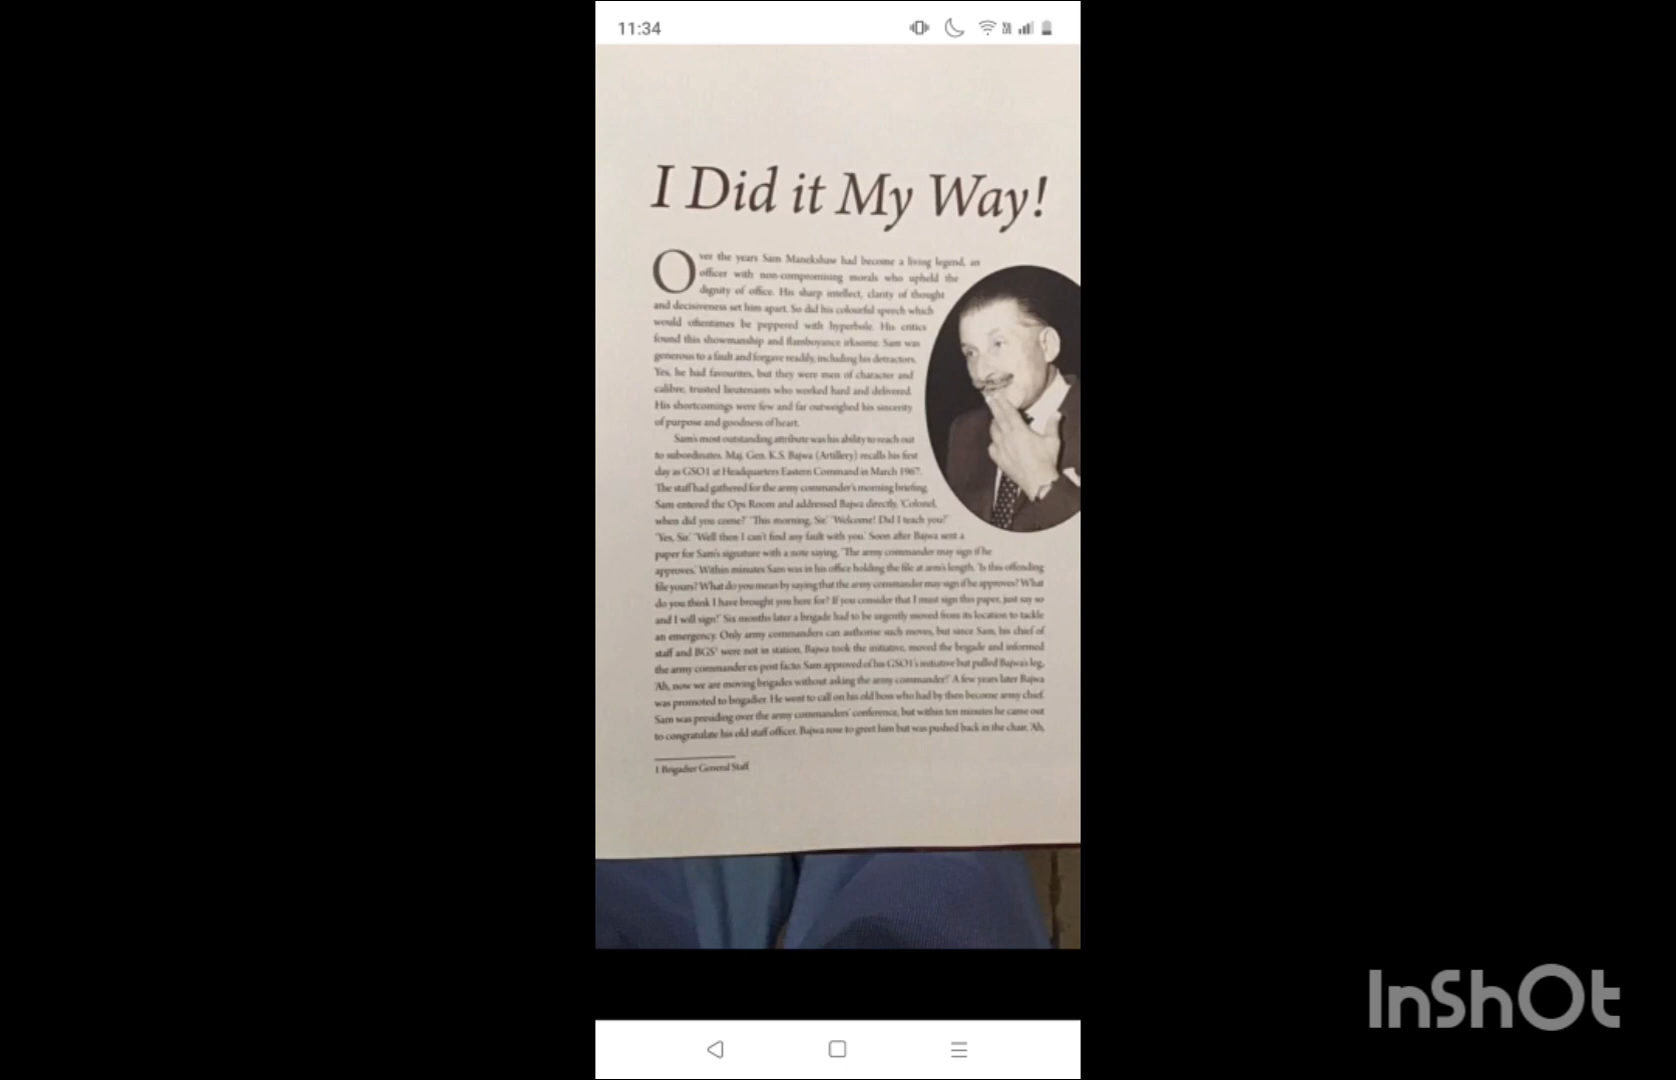 11:34
I Did it My Way!
Over the years Sam Manekshaw had become a living legend, an
officer with non-compromising morals who upheld the
dignity of office. His sharp intellect, clarity of thought
and decisiveness set him apart. So did his colourful speech which
would oftentimes be peppered with hyperbole. His critics
found this showmanship and flamboyance irksome. Sam was
generous to a fault and forgave readily, including his detractors.
Yes, he had favourites, but they were men of character and
calibre, trusted lieutenants who worked hard and delivered.
His shortcomings were few and far outweighed his sincerity
of purpose and goodness of heart.
Sam's most outstanding attribute was his ability to reach out
to subordinates. Maj. Gen. K.S. Bajwa (Artillery) recalls his first
day as GSO1 at Headquarters Eastern Command in March 1967.
The staff had gathered for the army commander's morning briefing,
Sam entered the Ops Room and addressed Bajwa directly, 'Colonel,
when did you come?' 'This morning, Sir.' 'Welcome! Did I teach you?'
'Yes, Sir.' 'Well then I can't find any fault with you.' Soon after Bajwa sent a
paper for Sam's signature with a note saying, 'The army commander may sign if he
approves.' Within minutes Sam was in his office holding the file at arm's length. 'Is this offending
file yours? What do you mean by saying that the army commander may sign if he approves? What
do you think I have brought you here for? If you consider that I must sign this paper, just say so
and I will sign!' Six months later a brigade had to be urgently moved from its location to tackle
an emergency. Only army commanders can authorise such moves, but since Sam, his chief of
staff and BGS¹ were not in station, Bajwa took the initiative, moved the brigade and informed
the army commander ex-post facto. Sam approved of his GSO1's initiative but pulled Bajwa's leg,
'Ah, now we are moving brigades without asking the army commander!' A few years later Bajwa
was promoted to brigadier. He went to call on his old boss who had by then become army chief.
Sam was presiding over the army commanders' conference, but within ten minutes he came out
to congratulate his old staff officer. Bajwa rose to greet him but was pushed back in the chair. 'Ah,
1 Brigadier General Staff
InShOt